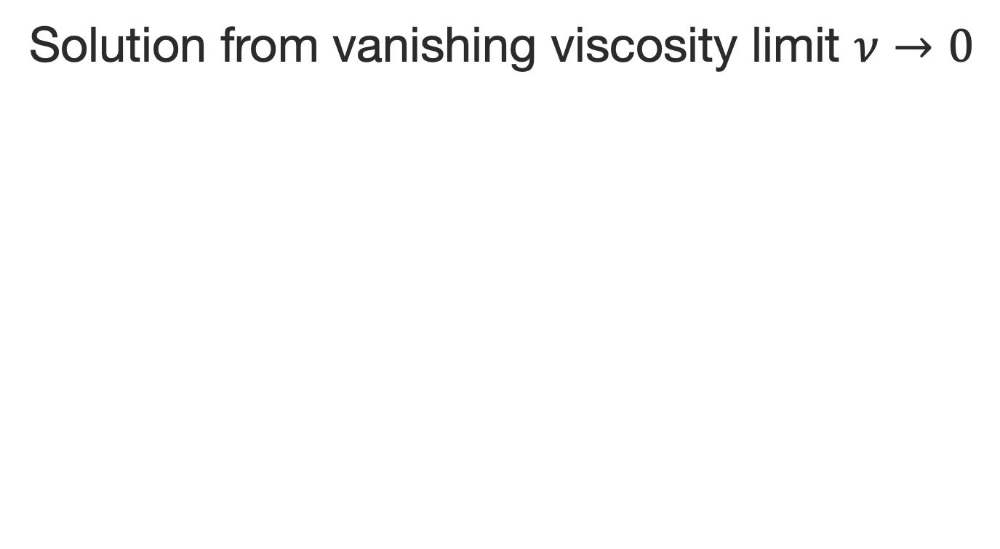 Solution from vanishing viscosity limit 𝜈 → 0